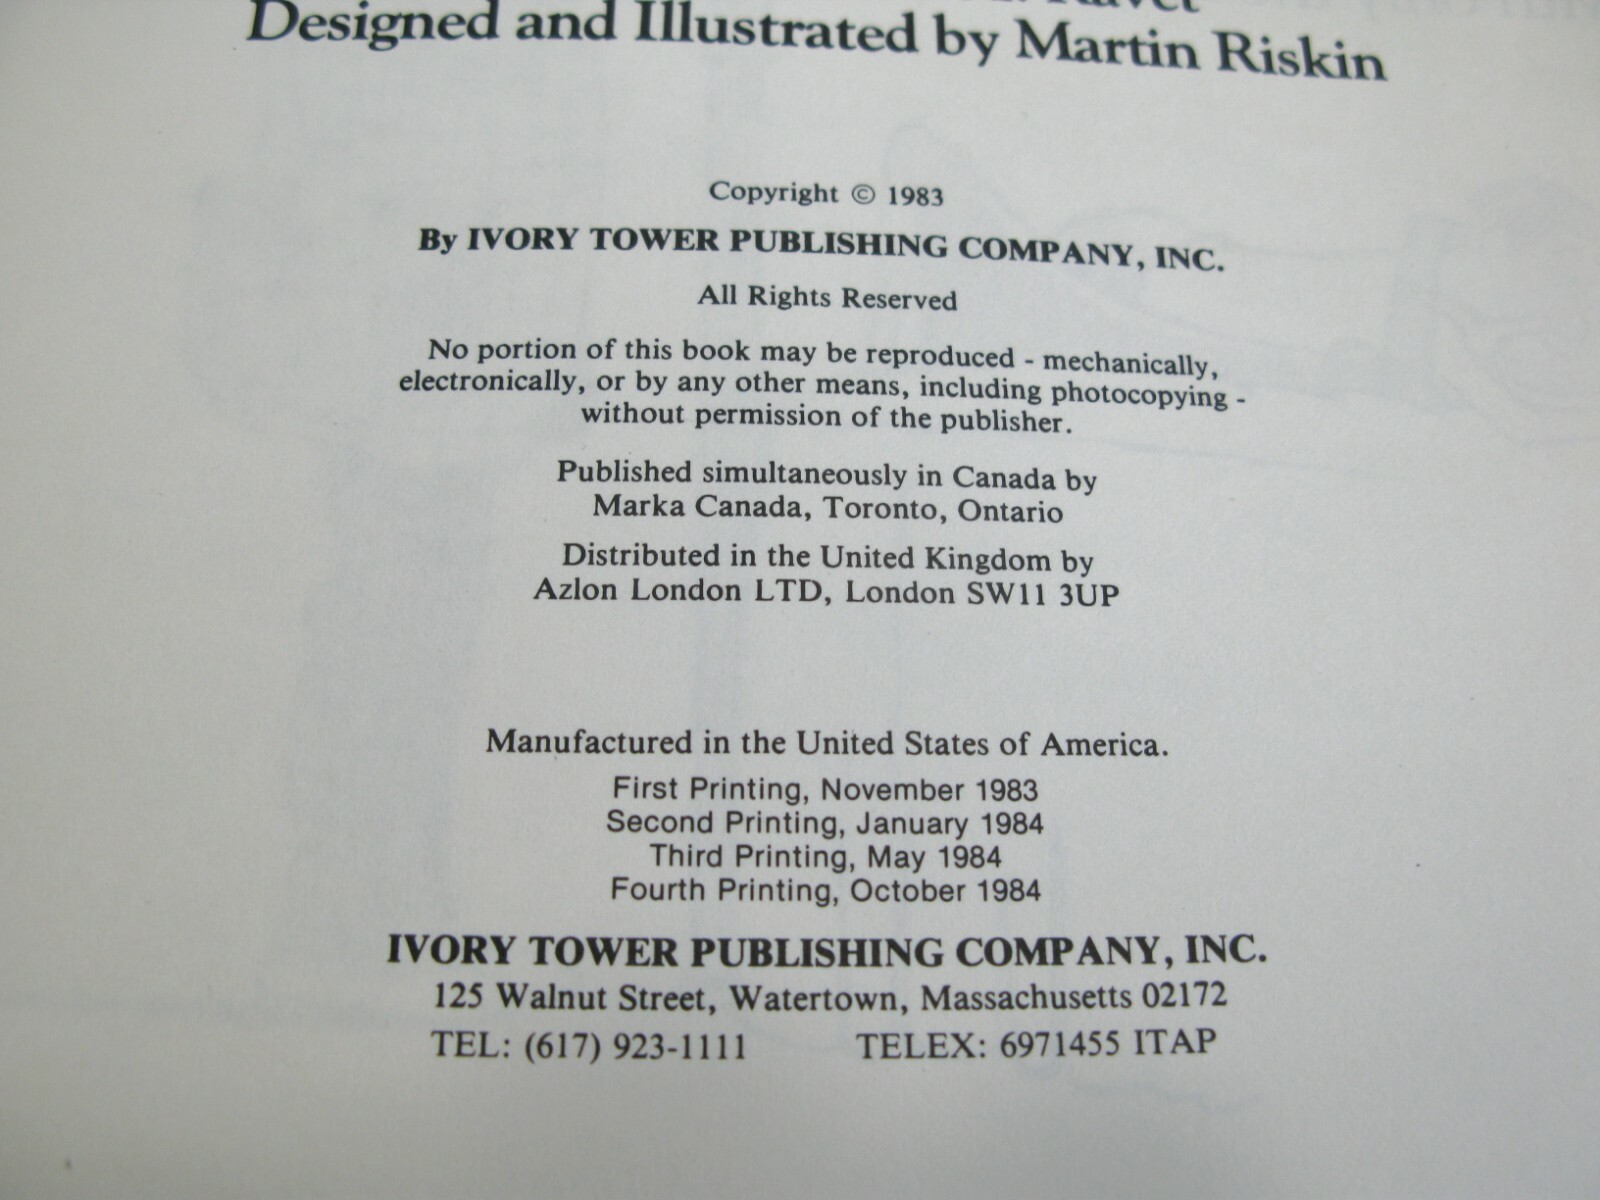 Designed and Illustrated by Martin Riskin
Copyright © 1983
By IVORY TOWER PUBLISHING COMPANY, INC.
All Rights Reserved
No portion of this book may be reproduced - mechanically,
electronically, or by any other means, including photocopying -
without permission of the publisher.
Published simultaneously in Canada by
Marka Canada, Toronto, Ontario
Distributed in the United Kingdom by
Azlon London LTD, London SW11 3UP
Manufactured in the United States of America.
First Printing, November 1983
Second Printing, January 1984
Third Printing, May 1984
Fourth Printing, October 1984
IVORY TOWER PUBLISHING COMPANY, INC.
125 Walnut Street, Watertown, Massachusetts 02172
TEL: (617) 923-1111 TELEX: 6971455 ITAP